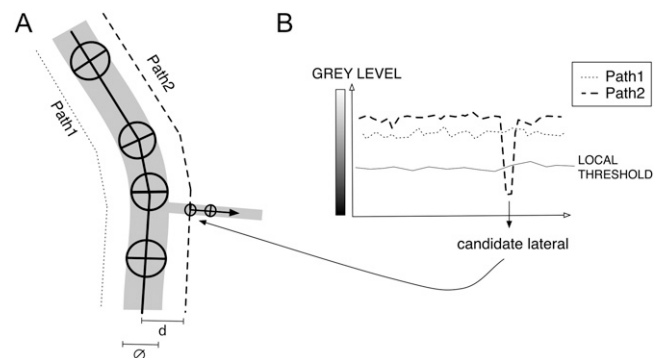 A
Path1
Path2
d
Ø
B
GREY LEVEL
Path1
Path2
LOCAL
THRESHOLD
candidate lateral